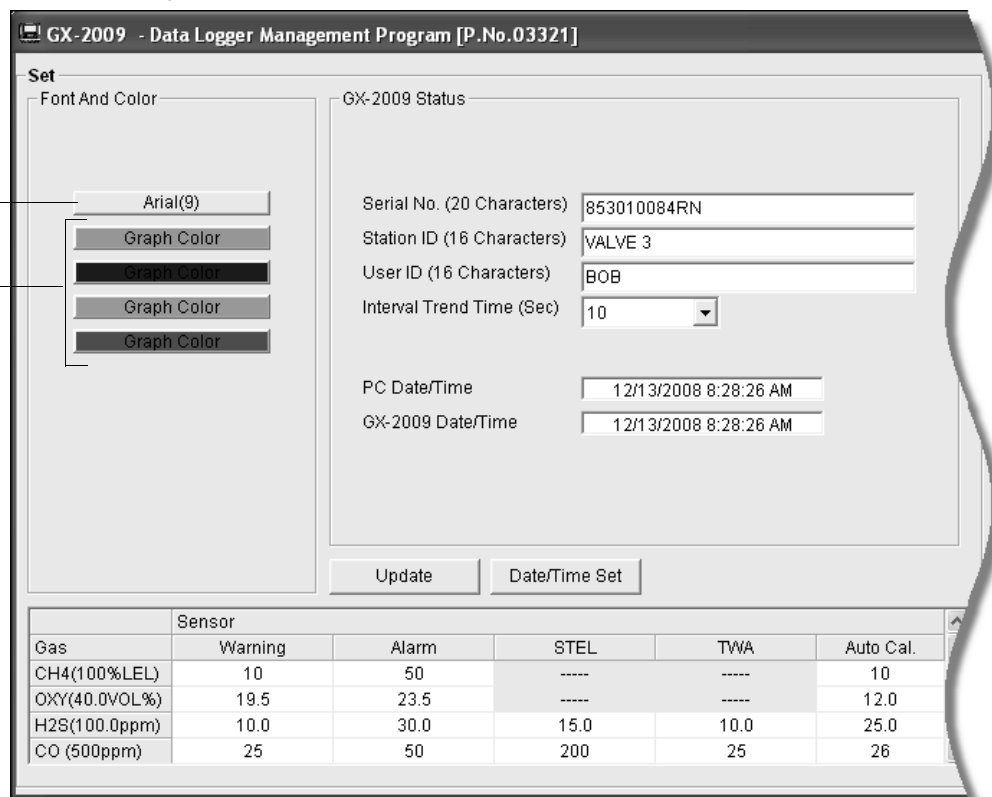 GX-2009 - Data Logger Management Program [P.No.03321]
Set
Font And Color
Arial(9)
Graph Color
Graph Color
Graph Color
Graph Color
GX-2009 Status
Serial No. (20 Characters) 853010084RN
Station ID (16 Characters) VALVE 3
User ID (16 Characters) BOB
Interval Trend Time (Sec) 10
PC Date/Time 12/13/2008 8:28:26 AM
GX-2009 Date/Time 12/13/2008 8:28:26 AM
Update Date/Time Set
Sensor
Gas Warning Alarm STEL TWA Auto Cal.
CH4(100%LEL) 10 50 ----- ----- 10
OXY(40.0VOL%) 19.5 23.5 ----- ----- 12.0
H2S(100.0ppm) 10.0 30.0 15.0 10.0 25.0
CO (500ppm) 25 50 200 25 26